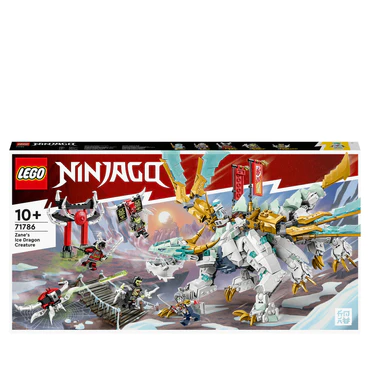 LEGO
NINJAGO
10+
71786
Zane's
Ice Dragon
Creature